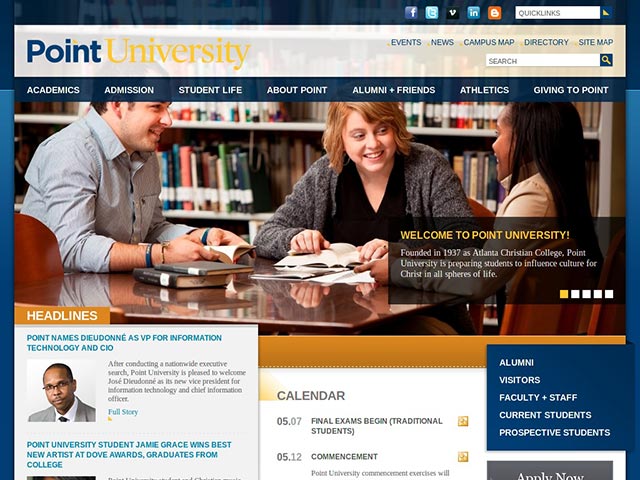 QUICKLINKS
Point University
EVENTS
NEWS
CAMPUS MAP
DIRECTORY
SITE MAP
SEARCH
ACADEMICS
ADMISSION
STUDENT LIFE
ABOUT POINT
ALUMNI + FRIENDS
ATHLETICS
GIVING TO POINT
WELCOME TO POINT UNIVERSITY!
Founded in 1937 as Atlanta Christian College, Point
University is preparing students to influence culture for
Christ in all spheres of life.
HEADLINES
POINT NAMES DIEUDONNÉ AS VP FOR INFORMATION
TECHNOLOGY AND CIO
After conducting a nationwide executive
search, Point University is pleased to welcome
José Dieudonné as its new vice president for
information technology and chief information
officer.
Full Story
POINT UNIVERSITY STUDENT JAMIE GRACE WINS BEST
NEW ARTIST AT DOVE AWARDS, GRADUATES FROM
COLLEGE
Point University student and Christian music
CALENDAR
05.07
FINAL EXAMS BEGIN (TRADITIONAL
STUDENTS)
05.12
COMMENCEMENT
Point University commencement exercises will
ALUMNI
VISITORS
FACULTY + STAFF
CURRENT STUDENTS
PROSPECTIVE STUDENTS
Apply Now